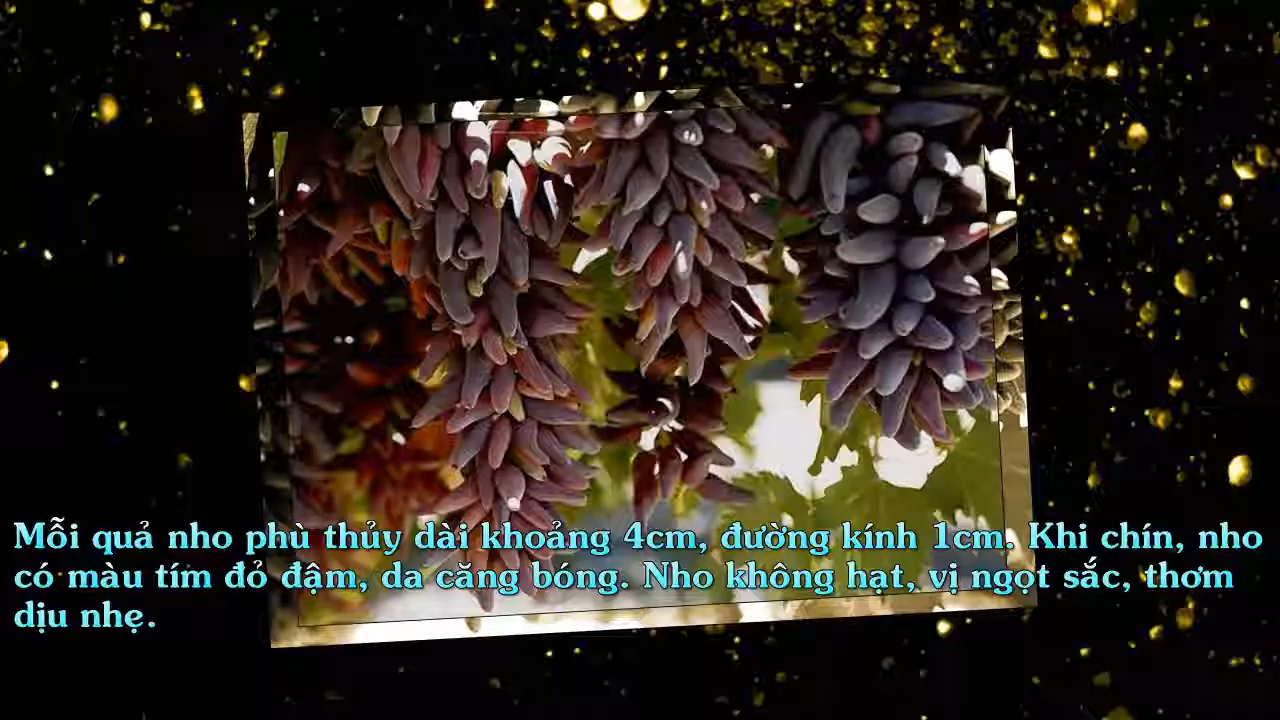 Mỗi quả nho phù thủy dài khoảng 4cm, đường kính 1cm. Khi chín, nho
có màu tím đỏ đậm, da căng bóng. Nho không hạt, vị ngọt sắc, thơm
dịu nhẹ.